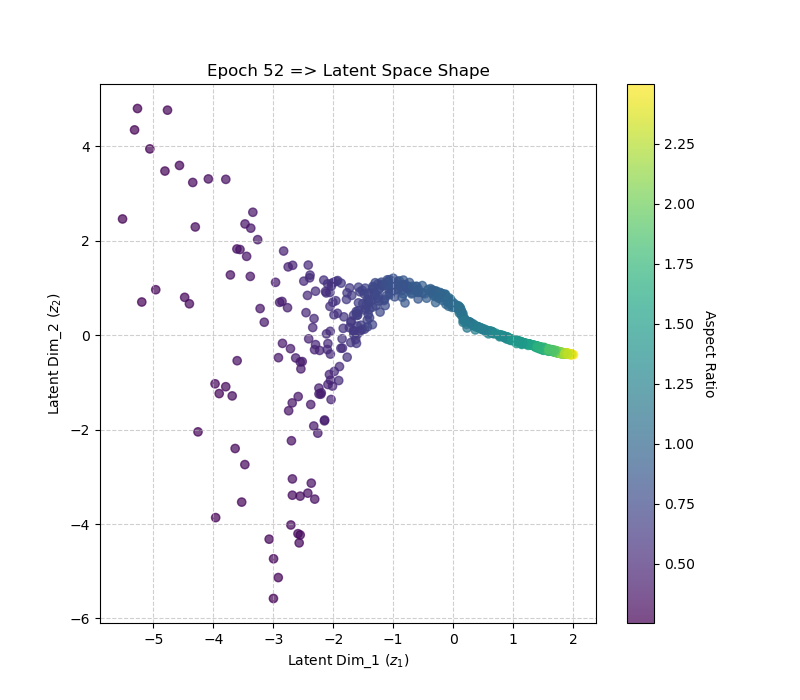 Epoch 52 => Latent Space Shape
4
2
0
−2
−4
−6
Latent Dim_2 (z₂)
−5 −4 −3 −2 −1 0 1 2
Latent Dim_1 (z₁)
2.25
2.00
1.75
1.50
1.25
1.00
0.75
0.50
Aspect Ratio